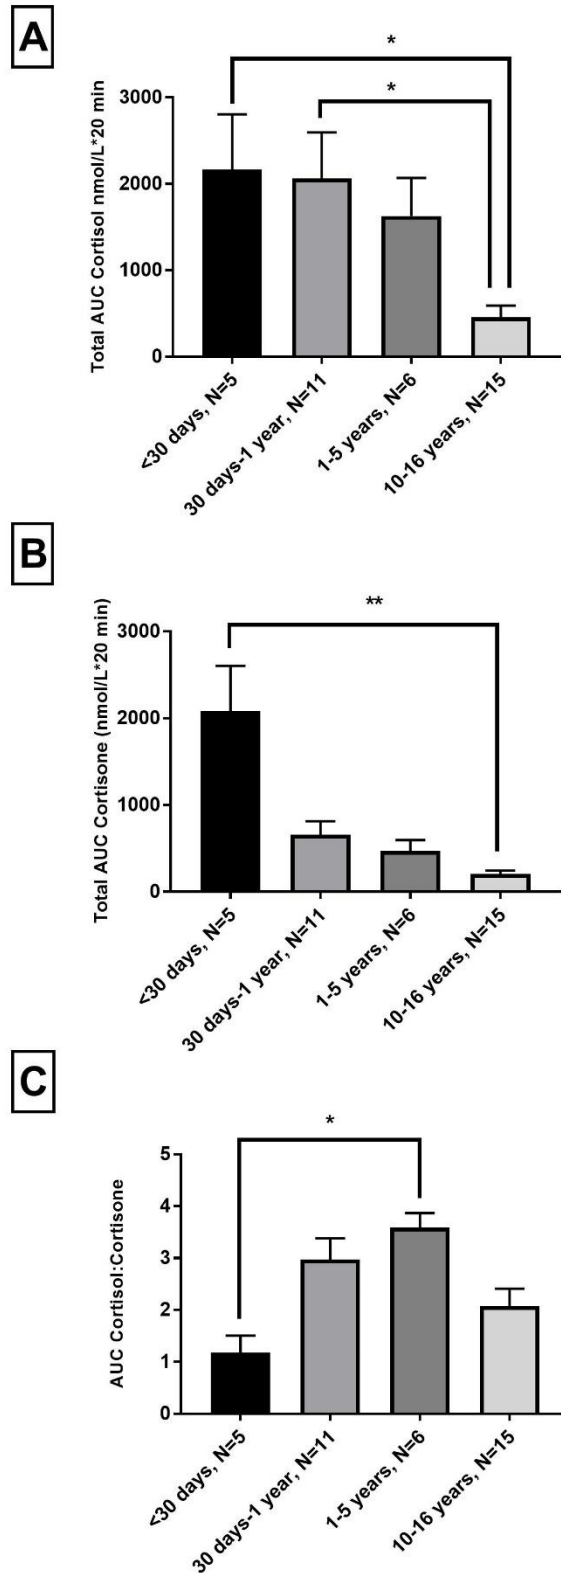 A
*
*
Total AUC Cortisol nmol/L*20 min
3000
2000
1000
0
<30 days, N=5
30 days-1 year, N=11
1-5 years, N=6
10-16 years, N=15
B
**
Total AUC Cortisone (nmol/L*20 min)
3000
2000
1000
0
<30 days, N=5
30 days-1 year, N=11
1-5 years, N=6
10-16 years, N=15
C
*
AUC Cortisol:Cortisone
5
4
3
2
1
0
<30 days, N=5
30 days-1 year, N=11
1-5 years, N=6
10-16 years, N=15